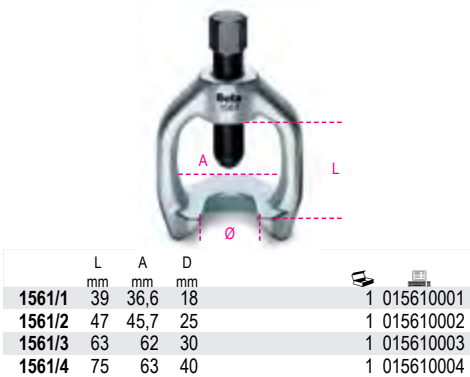 Beta
A
L
Ø
L A D
mm mm mm
1561/1 39 36,6 18 1 015610001
1561/2 47 45,7 25 1 015610002
1561/3 63 62 30 1 015610003
1561/4 75 63 40 1 015610004